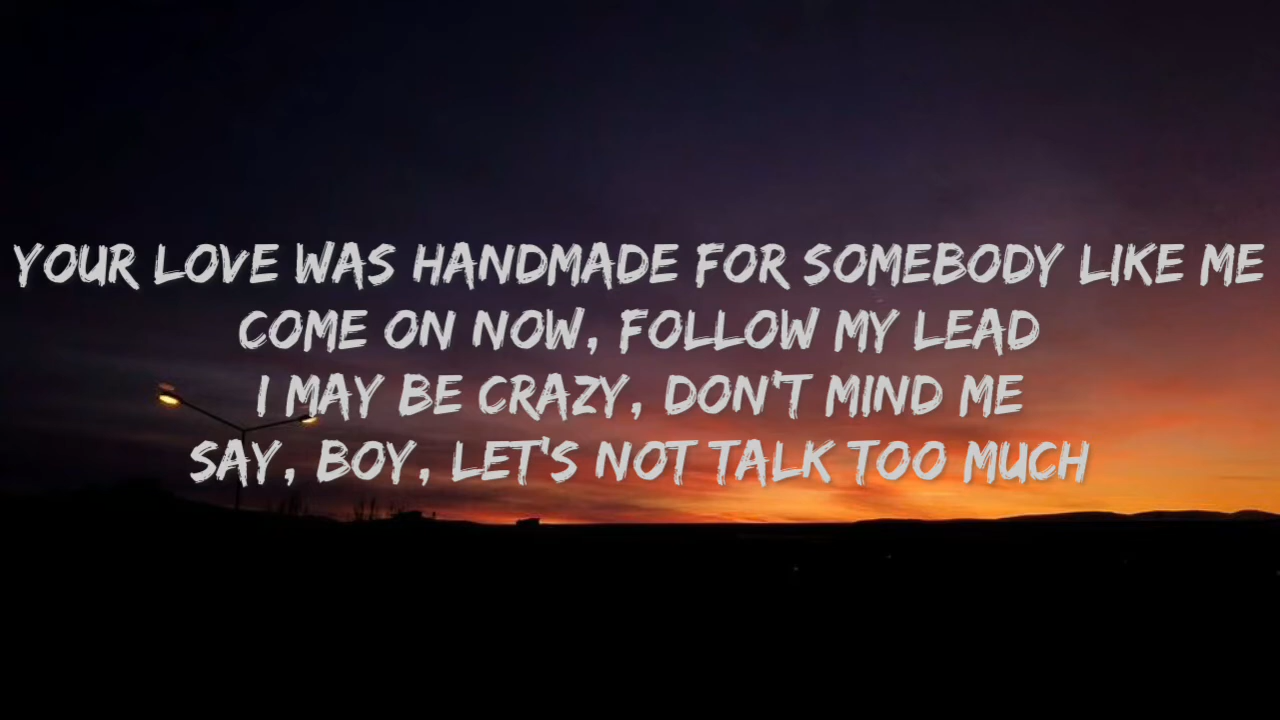 YOUR LOVE WAS HANDMADE FOR SOMEBODY LIKE ME
COME ON NOW, FOLLOW MY LEAD
I MAY BE CRAZY, DON'T MIND ME
SAY, BOY, LET'S NOT TALK TOO MUCH